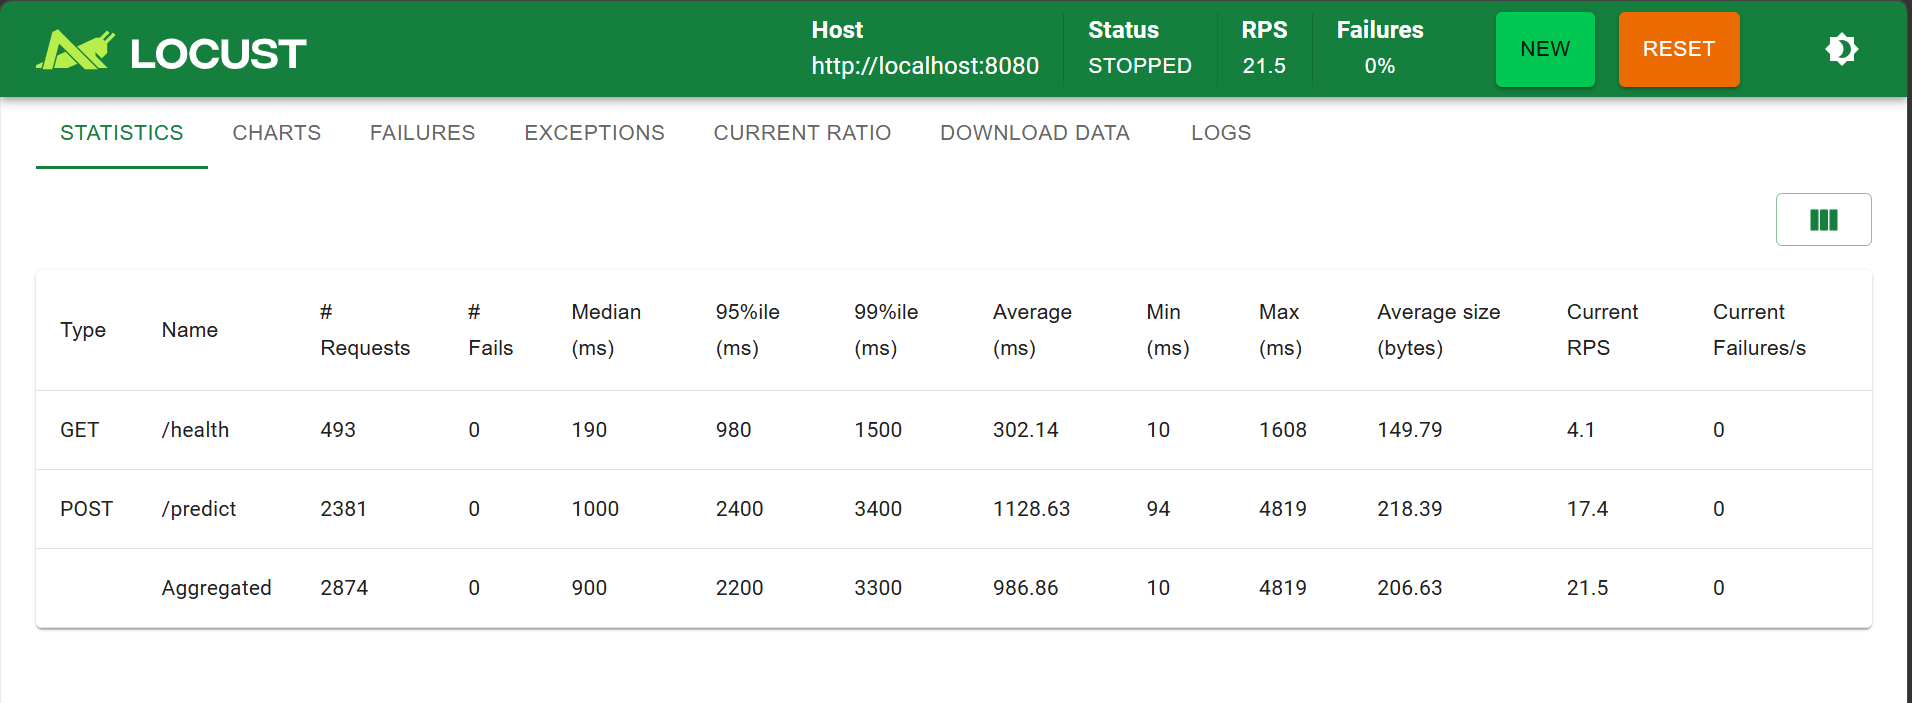 LOCUST
Host
http://localhost:8080
Status
STOPPED
RPS
21.5
Failures
0%
NEW
RESET
STATISTICS CHARTS FAILURES EXCEPTIONS CURRENT RATIO DOWNLOAD DATA LOGS
Type Name # Requests # Fails Median (ms) 95%ile (ms) 99%ile (ms) Average (ms) Min (ms) Max (ms) Average size (bytes) Current RPS Current Failures/s
GET /health 493 0 190 980 1500 302.14 10 1608 149.79 4.1 0
POST /predict 2381 0 1000 2400 3400 1128.63 94 4819 218.39 17.4 0
Aggregated 2874 0 900 2200 3300 986.86 10 4819 206.63 21.5 0